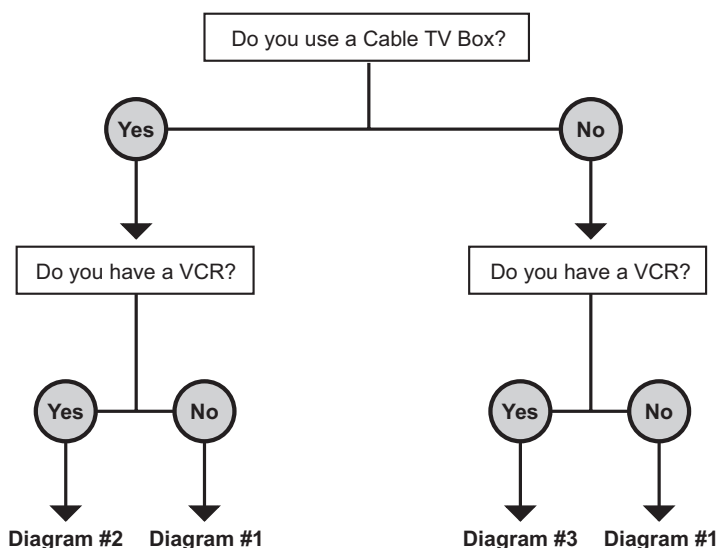 Do you use a Cable TV Box?
Yes
No
Do you have a VCR?
Do you have a VCR?
Yes
No
Yes
No
Diagram #2
Diagram #1
Diagram #3
Diagram #1